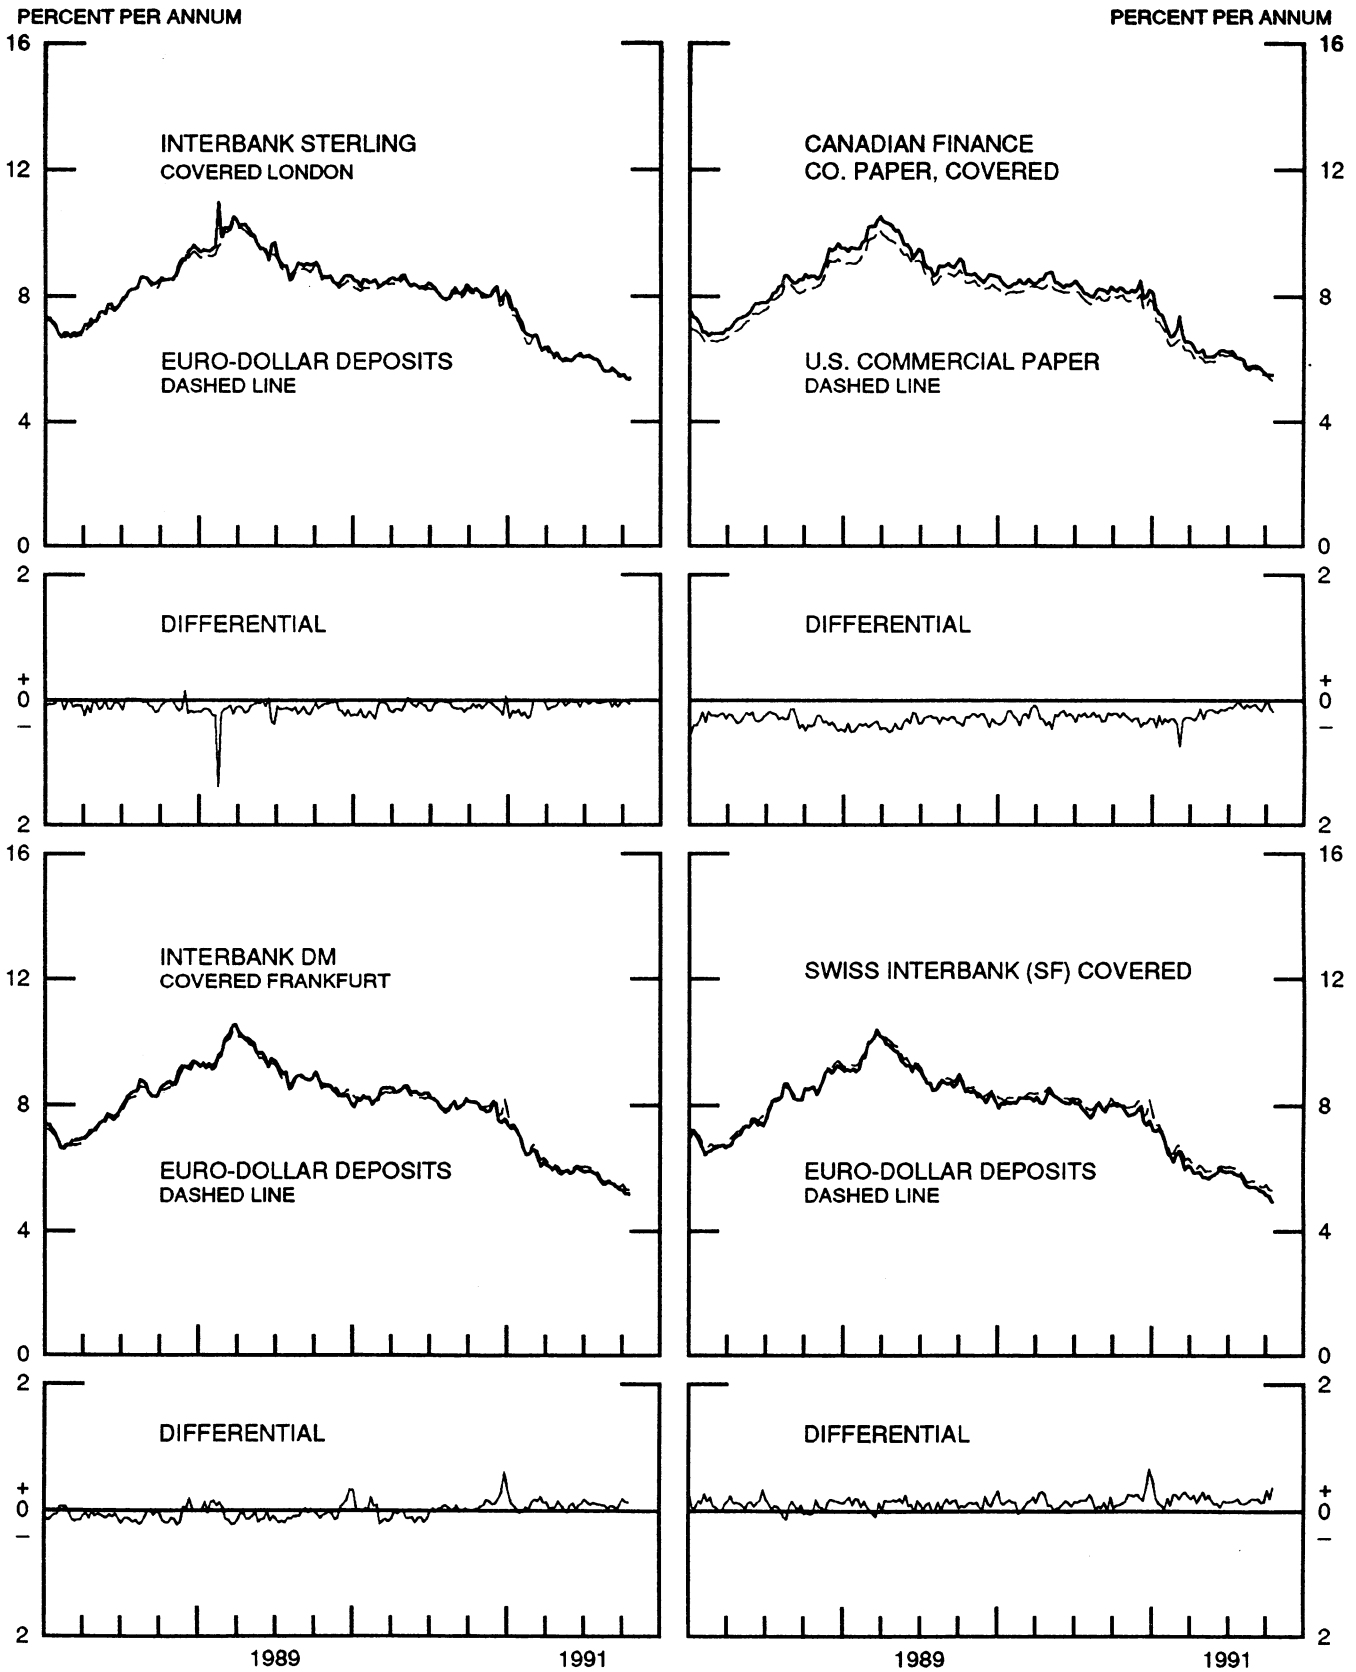 PERCENT PER ANNUM
PERCENT PER ANNUM
16
12
8
4
0
INTERBANK STERLING
COVERED LONDON
EURO-DOLLAR DEPOSITS
DASHED LINE
CANADIAN FINANCE
CO. PAPER, COVERED
U.S. COMMERCIAL PAPER
DASHED LINE
16
12
8
4
0
2
+
0
–
2
DIFFERENTIAL
DIFFERENTIAL
2
+
0
–
2
16
12
8
4
0
INTERBANK DM
COVERED FRANKFURT
EURO-DOLLAR DEPOSITS
DASHED LINE
SWISS INTERBANK (SF) COVERED
EURO-DOLLAR DEPOSITS
DASHED LINE
16
12
8
4
0
2
+
0
–
2
DIFFERENTIAL
DIFFERENTIAL
2
+
0
–
2
1989
1991
1989
1991